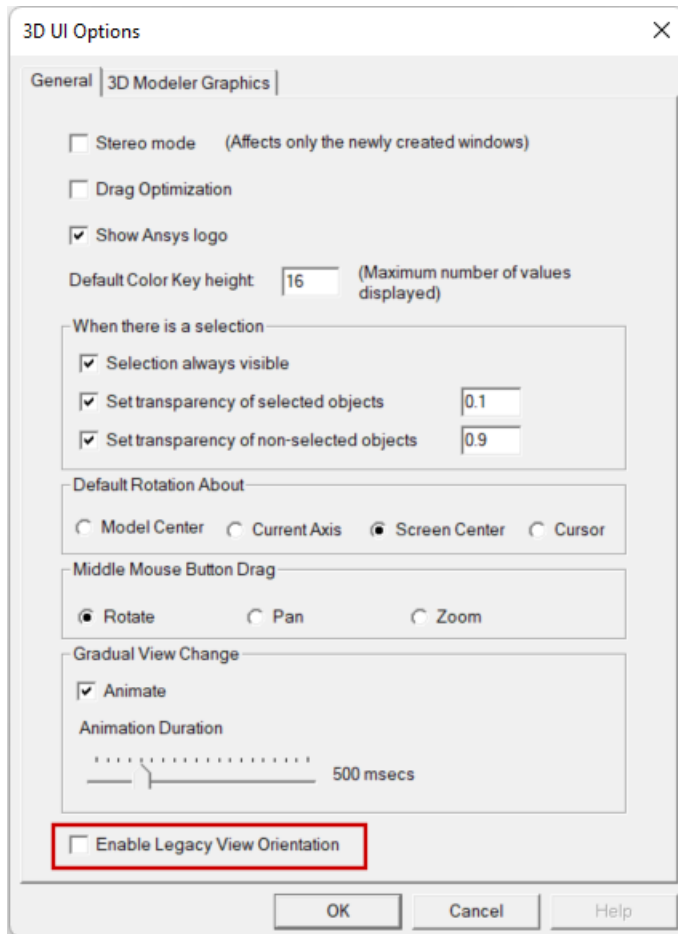 3D UI Options
General
3D Modeler Graphics
Stereo mode (Affects only the newly created windows)
Drag Optimization
Show Ansys logo
Default Color Key height: 16 (Maximum number of values
displayed)
When there is a selection
Selection always visible
Set transparency of selected objects 0.1
Set transparency of non-selected objects 0.9
Default Rotation About
Model Center Current Axis Screen Center Cursor
Middle Mouse Button Drag
Rotate Pan Zoom
Gradual View Change
Animate
Animation Duration
500 msecs
Enable Legacy View Orientation
OK Cancel Help